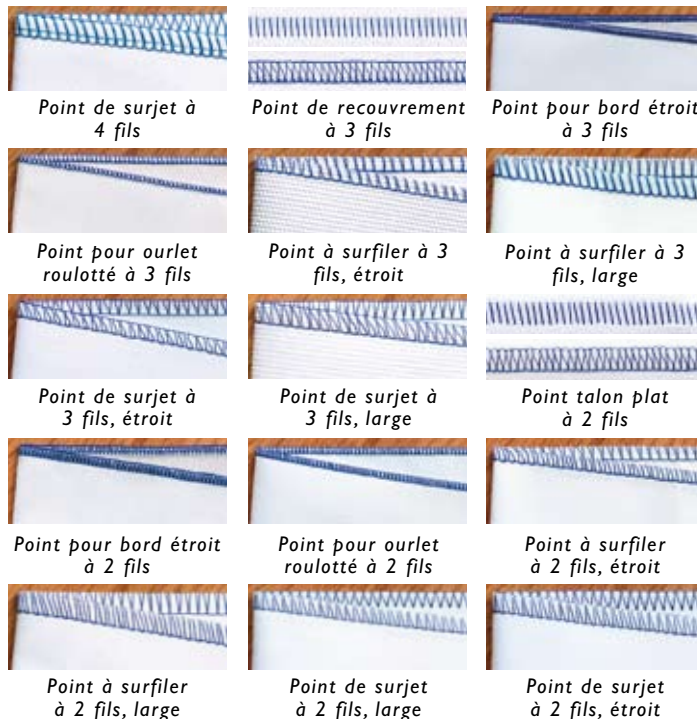 Point de surjet à
4 fils
Point de recouvrement
à 3 fils
Point pour bord étroit
à 3 fils
Point pour ourlet
roulotté à 3 fils
Point à surfiler à 3
fils, étroit
Point à surfiler à 3
fils, large
Point de surjet à
3 fils, étroit
Point de surjet à
3 fils, large
Point talon plat
à 2 fils
Point pour bord étroit
à 2 fils
Point pour ourlet
roulotté à 2 fils
Point à surfiler
à 2 fils, étroit
Point à surfiler
à 2 fils, large
Point de surjet
à 2 fils, large
Point de surjet
à 2 fils, étroit